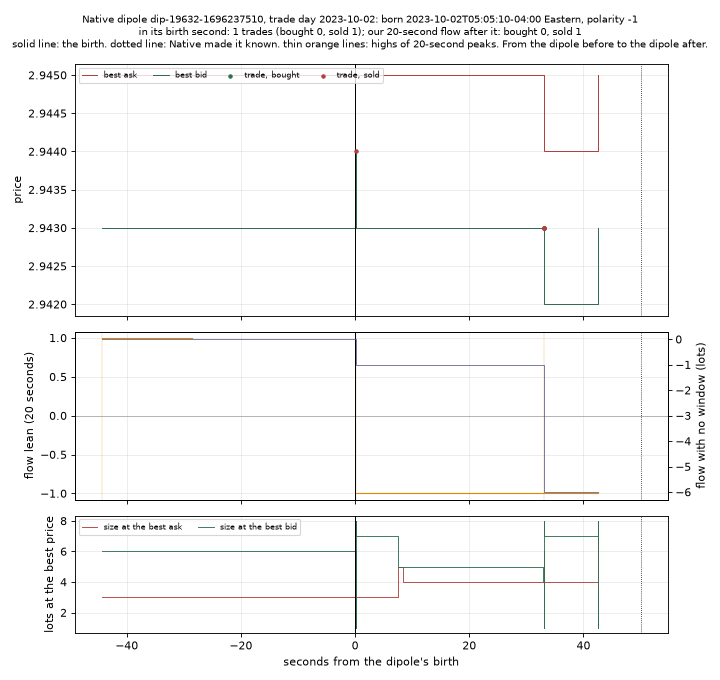 Native dipole dip-19632-1696237510, trade day 2023-10-02: born 2023-10-02T05:05:10-04:00 Eastern, polarity -1
in its birth second: 1 trades (bought 0, sold 1); our 20-second flow after it: bought 0, sold 1
solid line: the birth. dotted line: Native made it known. thin orange lines: highs of 20-second peaks. From the dipole before to the dipole after.
best ask best bid trade, bought trade, sold
2.9450
2.9445
2.9440
2.9435
2.9430
2.9425
2.9420
price
1.0
0.5
0.0
−0.5
−1.0
flow lean (20 seconds)
0
−1
−2
−3
−4
−5
−6
flow with no window (lots)
size at the best ask size at the best bid
8
6
4
2
lots at the best price
−40 −20 0 20 40
seconds from the dipole's birth